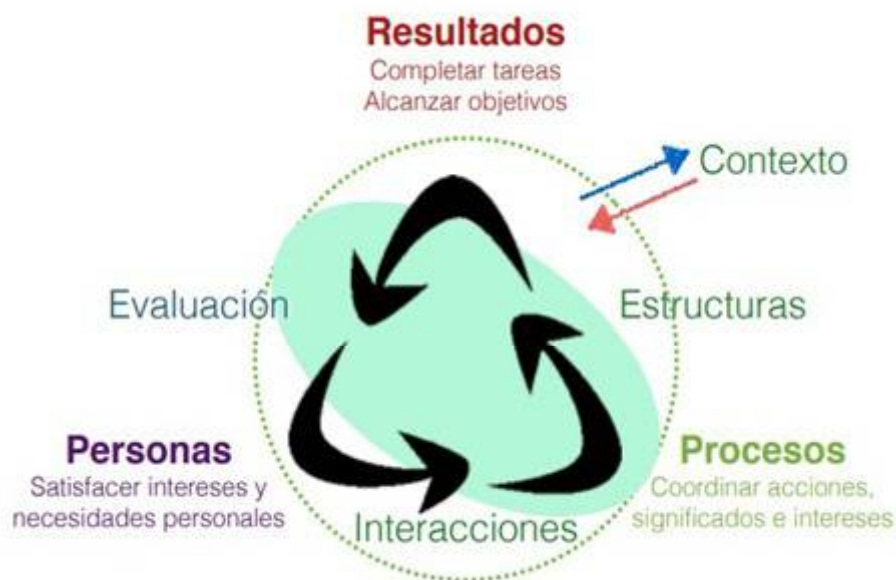 Resultados
Completar tareas
Alcanzar objetivos
Contexto
Evaluación
Estructuras
Personas
Satisfacer intereses y
necesidades personales
Procesos
Coordinar acciones,
significados e intereses
Interacciones